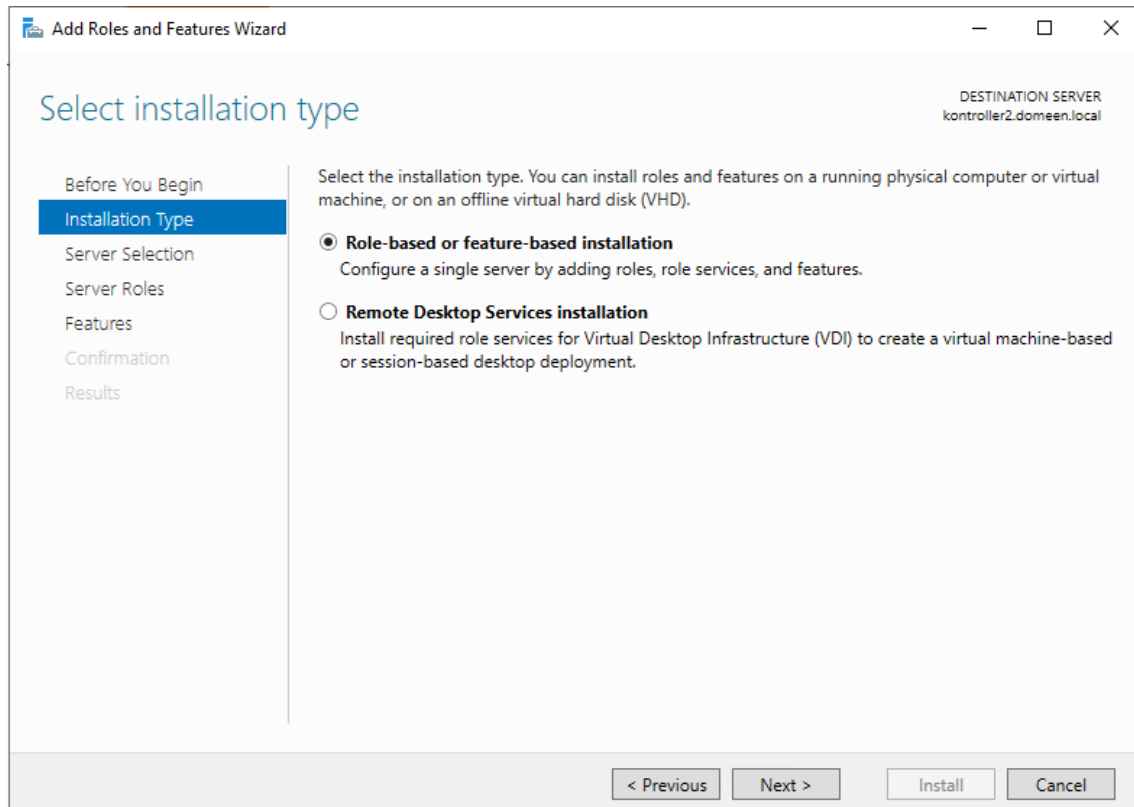 Add Roles and Features Wizard
Select installation type
DESTINATION SERVER
kontroller2.domeen.local
Before You Begin
Installation Type
Server Selection
Server Roles
Features
Confirmation
Results
Select the installation type. You can install roles and features on a running physical computer or virtual
machine, or on an offline virtual hard disk (VHD).
Role-based or feature-based installation
Configure a single server by adding roles, role services, and features.
Remote Desktop Services installation
Install required role services for Virtual Desktop Infrastructure (VDI) to create a virtual machine-based
or session-based desktop deployment.
< Previous
Next >
Install
Cancel